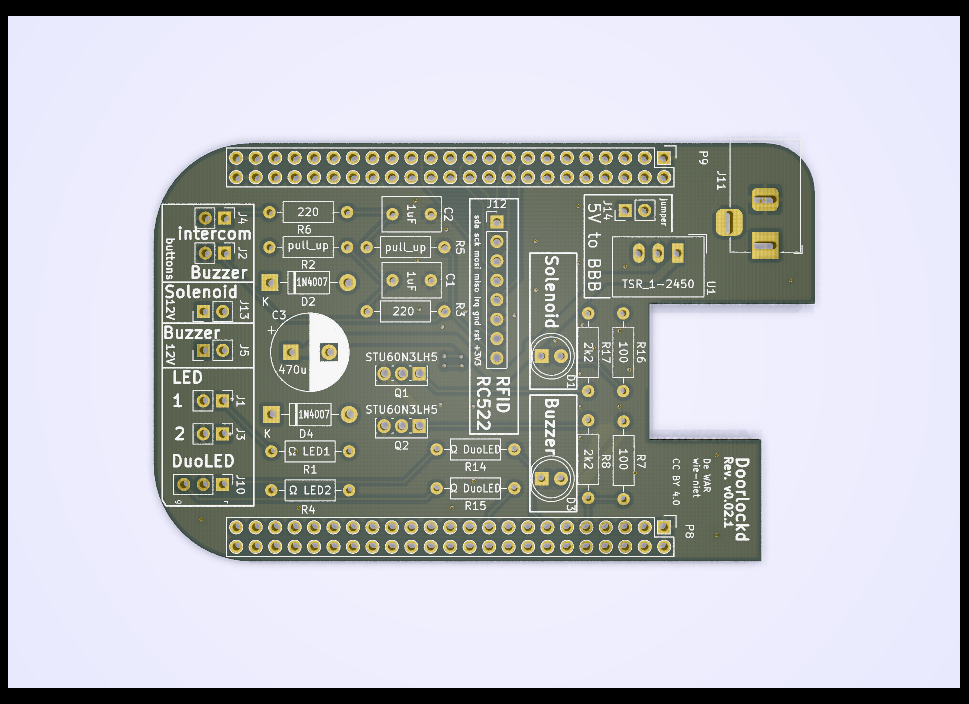 P9
J11
J4
intercom
J2
buttons
Buzzer
Solenoid
12V
J13
Buzzer
12V
J5
LED
1
J1
2
J3
DuoLED
J10
220
R6
pull_up
R2
1N4007
K
D2
C3
+
470u
1N4007
K
D4
Ω LED1
R1
Ω LED2
R4
1uF
C2
pull_up
R5
1uF
C1
220
R3
STU60N3LH5
Q1
STU60N3LH5
Q2
Ω DuoLED
R14
Ω DuoLED
R15
J12
sda sck mosi miso irq gnd rst +3V3
RFID
RC522
Solenoid
D1
Buzzer
D3
J14
jumper
5V to BBB
TSR_1-2450
U1
2k2
R17
100
R16
2k2
R8
100
R7
Doorlockd
Rev. v0.02.1
De WAR
wie-niet
CC BY 4.0
P8